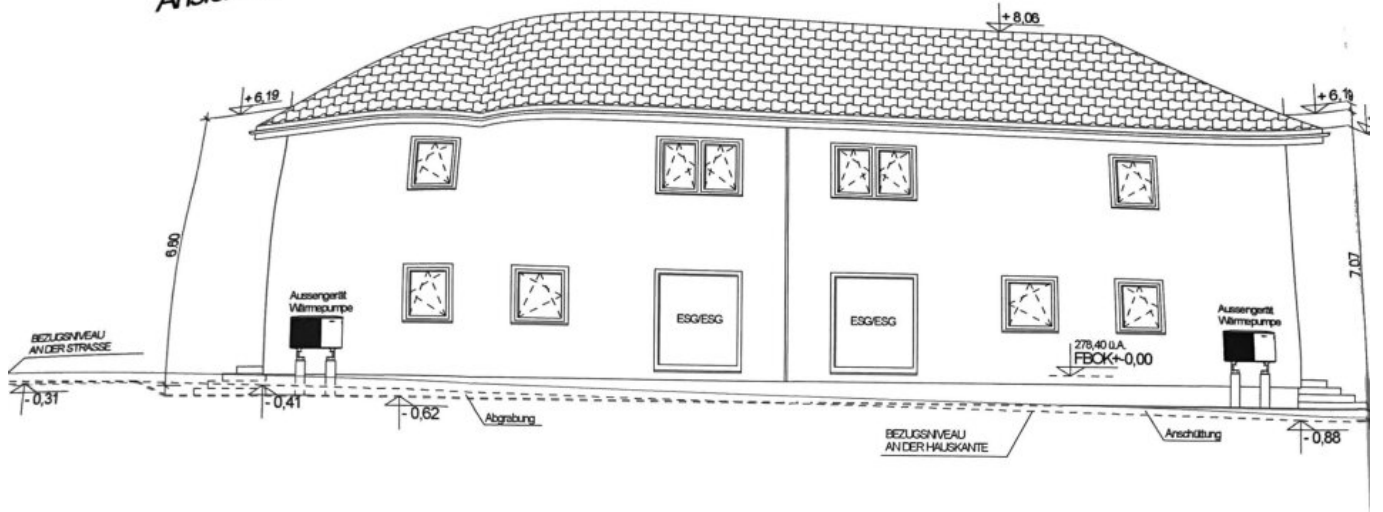 +8,06
+6,19
6,60
7,07
Aussengerät
Wärmepumpe
ESG/ESG
ESG/ESG
Aussengerät
Wärmepumpe
BEZUGSNIVEAU
AN DER STRASSE
278,40 ü.A.
FBOK+-0,00
-0,31
-0,41
-0,62
Abgrabung
BEZUGSNIVEAU
AN DER HAUSKANTE
Anschüttung
-0,88